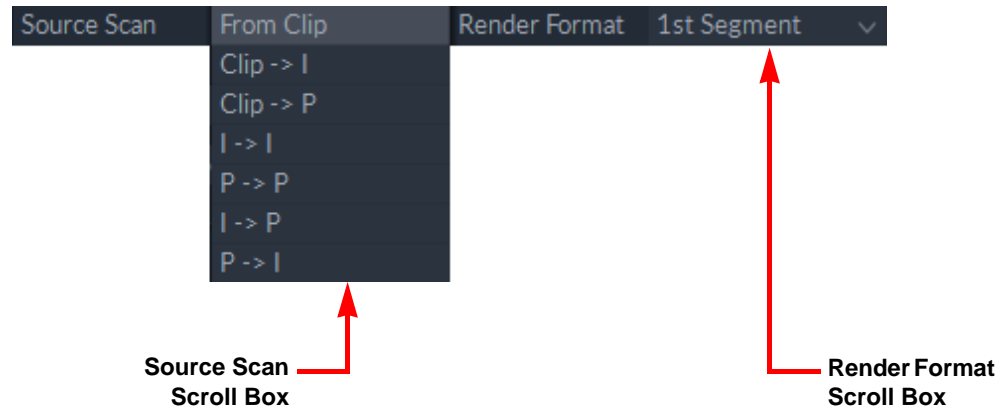 Source Scan From Clip Render Format 1st Segment
Clip -> I
Clip -> P
I -> I
P -> P
I -> P
P -> I
Source Scan
Scroll Box
Render Format
Scroll Box